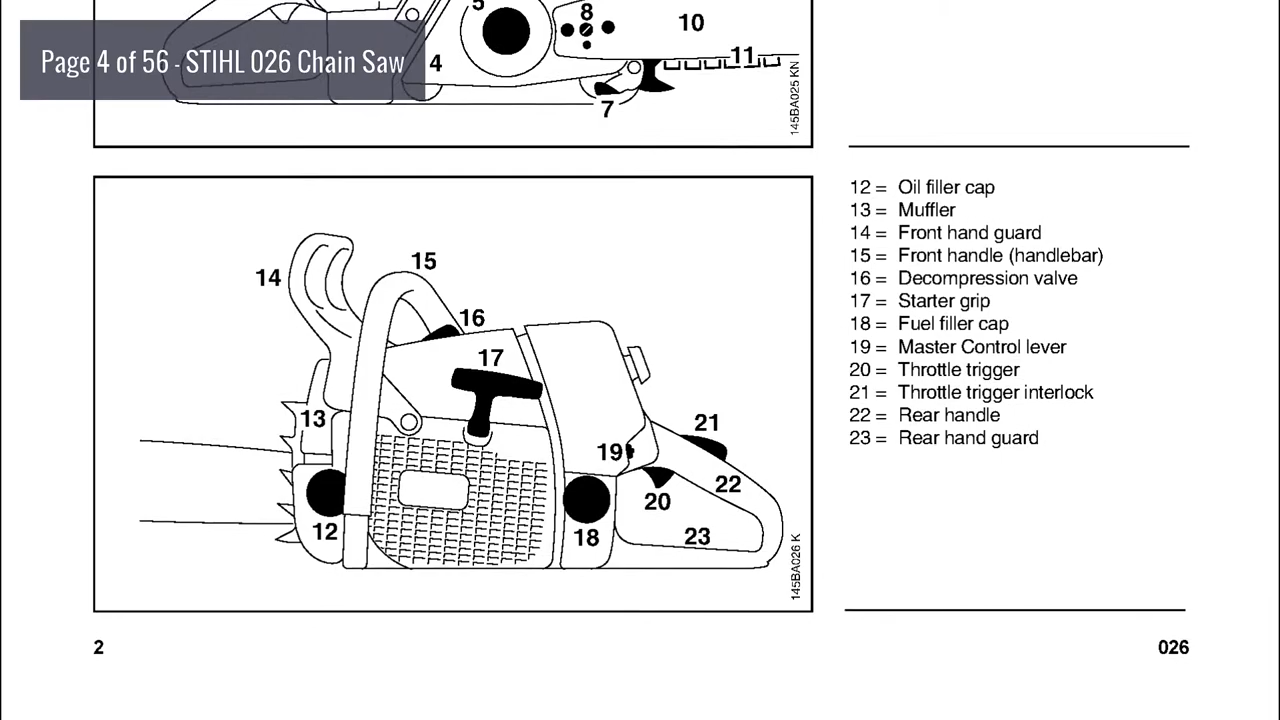 5
8
10
Page 4 of 56 - STIHL 026 Chain Saw
4
11
7
145BA025 KN
12 = Oil filler cap
13 = Muffler
14 = Front hand guard
15 = Front handle (handlebar)
16 = Decompression valve
17 = Starter grip
18 = Fuel filler cap
19 = Master Control lever
20 = Throttle trigger
21 = Throttle trigger interlock
22 = Rear handle
23 = Rear hand guard
14
15
16
17
13
21
19
22
20
12
18
23
145BA026 K
2
026